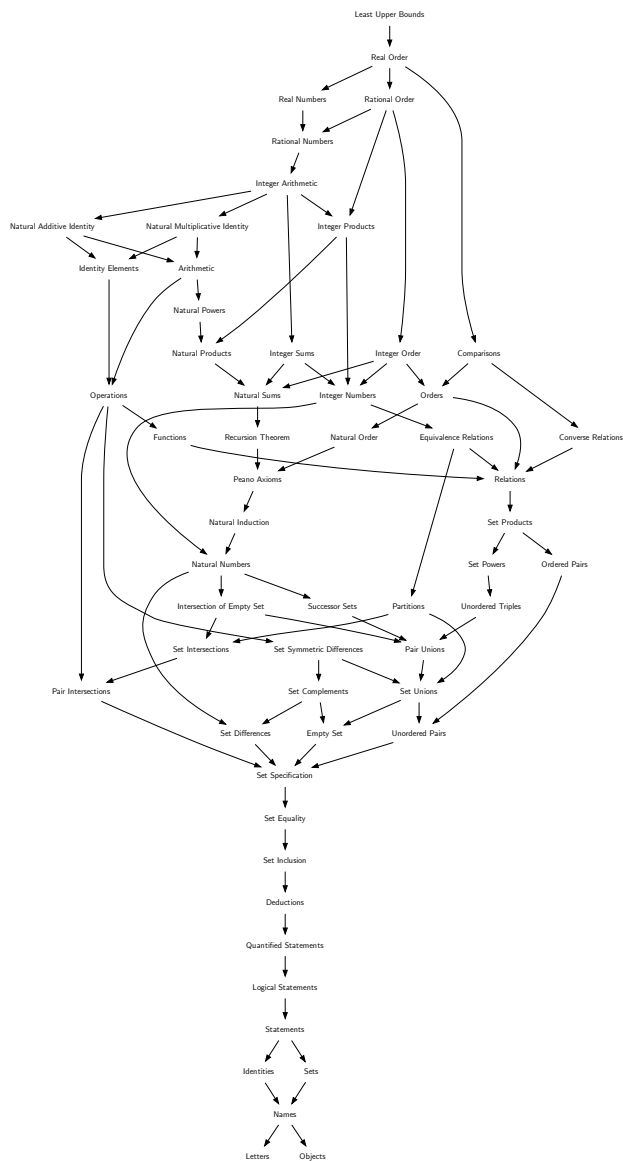 Least Upper Bounds
Real Order
Real Numbers
Rational Order
Rational Numbers
Integer Arithmetic
Natural Additive Identity
Natural Multiplicative Identity
Integer Products
Identity Elements
Arithmetic
Natural Powers
Natural Products
Integer Sums
Integer Order
Comparisons
Operations
Natural Sums
Integer Numbers
Orders
Functions
Recursion Theorem
Natural Order
Equivalence Relations
Converse Relations
Peano Axioms
Relations
Natural Induction
Set Products
Natural Numbers
Set Powers
Ordered Pairs
Intersection of Empty Set
Successor Sets
Partitions
Unordered Triples
Set Intersections
Set Symmetric Differences
Pair Unions
Pair Intersections
Set Complements
Set Unions
Set Differences
Empty Set
Unordered Pairs
Set Specification
Set Equality
Set Inclusion
Deductions
Quantified Statements
Logical Statements
Statements
Identities
Sets
Names
Letters
Objects